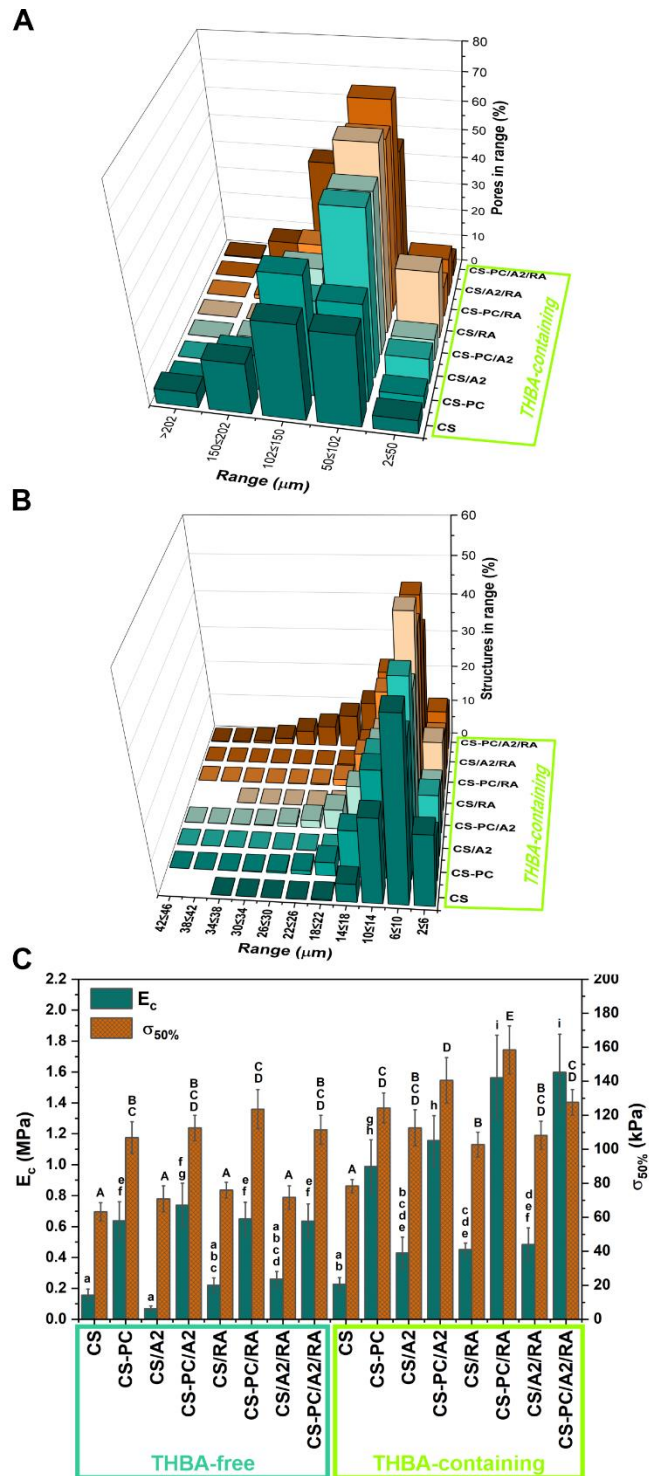 A
80
70
60
50
40
30
20
10
0
Pores in range (%)
CS-PC/A2/RA
CS/A2/RA
CS-PC/RA
CS/RA
CS-PC/A2
CS/A2
CS-PC
CS
THBA-containing
>202
150≤202
102≤150
50≤102
2≤50
Range (μm)
B
60
50
40
30
20
10
0
Structures in range (%)
CS-PC/A2/RA
CS/A2/RA
CS-PC/RA
CS/RA
CS-PC/A2
CS/A2
CS-PC
CS
THBA-containing
42≤46
38≤42
34≤38
30≤34
26≤30
22≤26
18≤22
14≤18
10≤14
6≤10
2≤6
Range (μm)
C
2.2
2.0
1.8
1.6
1.4
1.2
1.0
0.8
0.6
0.4
0.2
0.0
E_c (MPa)
E_c
σ_50%
200
180
160
140
120
100
80
60
40
20
0
σ_50% (kPa)
a
A
e
f
B
C
a
A
f
g
B
C
D
a
b
c
A
e
f
C
D
a
b
c
d
A
e
f
B
C
D
a
b
A
g
h
C
D
b
c
d
e
B
C
D
h
D
c
d
e
B
i
E
d
e
f
B
C
D
i
C
D
CS
CS-PC
CS/A2
CS-PC/A2
CS/RA
CS-PC/RA
CS/A2/RA
CS-PC/A2/RA
CS
CS-PC
CS/A2
CS-PC/A2
CS/RA
CS-PC/RA
CS/A2/RA
CS-PC/A2/RA
THBA-free
THBA-containing